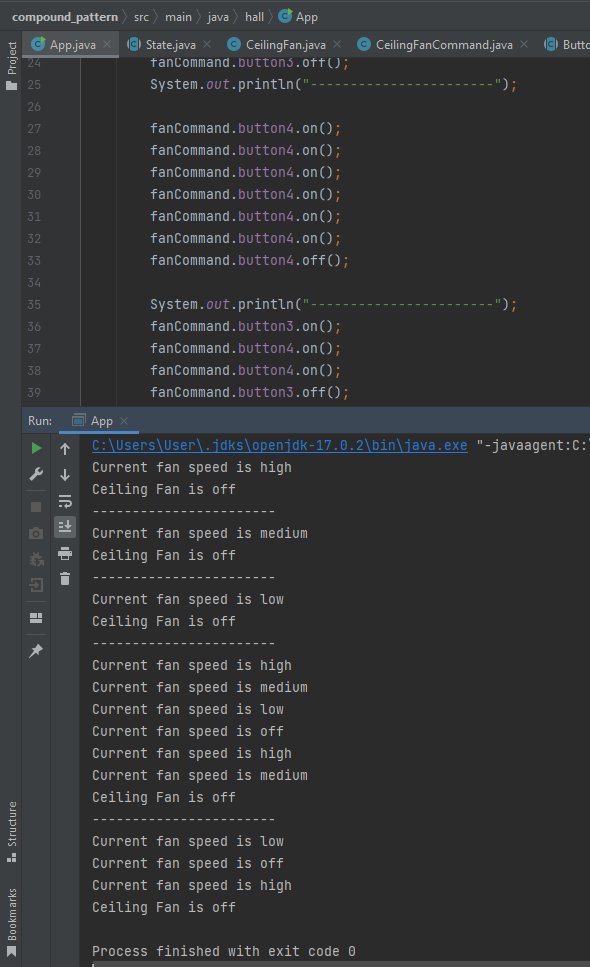 compound_pattern > src > main > java > hall > App
App.java State.java CeilingFan.java CeilingFanCommand.java Butto
Project
24 fanCommand.button3.off();
25 System.out.println("-----------------------");
26
27 fanCommand.button4.on();
28 fanCommand.button4.on();
29 fanCommand.button4.on();
30 fanCommand.button4.on();
31 fanCommand.button4.on();
32 fanCommand.button4.on();
33 fanCommand.button4.off();
34
35 System.out.println("-----------------------");
36 fanCommand.button3.on();
37 fanCommand.button4.on();
38 fanCommand.button4.on();
39 fanCommand.button3.off();
Run: App
C:\Users\User\.jdks\openjdk-17.0.2\bin\java.exe "-javaagent:C:\
Current fan speed is high
Ceiling Fan is off
-----------------------
Current fan speed is medium
Ceiling Fan is off
-----------------------
Current fan speed is low
Ceiling Fan is off
-----------------------
Current fan speed is high
Current fan speed is medium
Current fan speed is low
Current fan speed is off
Current fan speed is high
Current fan speed is medium
Ceiling Fan is off
-----------------------
Current fan speed is low
Current fan speed is off
Current fan speed is high
Ceiling Fan is off
Process finished with exit code 0
Structure
Bookmarks